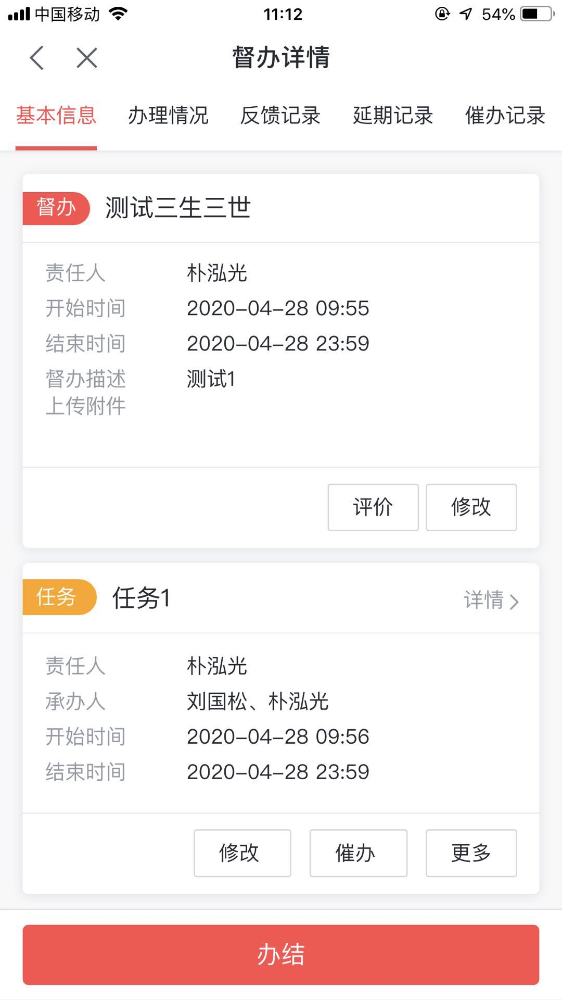 中国移动 11:12 54%
督办详情
基本信息 办理情况 反馈记录 延期记录 催办记录
督办 测试三生三世
责任人 朴泓光
开始时间 2020-04-28 09:55
结束时间 2020-04-28 23:59
督办描述 测试1
上传附件
评价 修改
任务 任务1 详情
责任人 朴泓光
承办人 刘国松、朴泓光
开始时间 2020-04-28 09:56
结束时间 2020-04-28 23:59
修改 催办 更多
办结